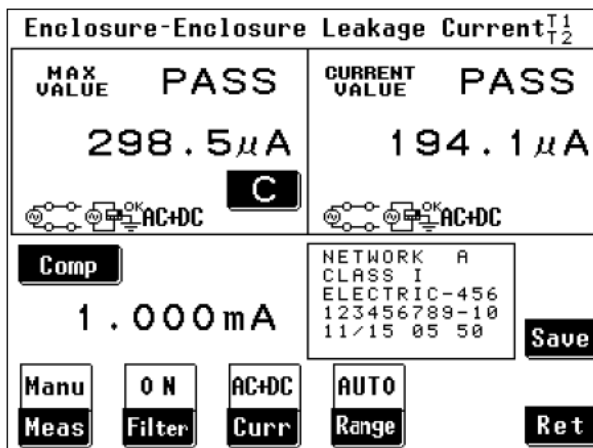 Enclosure-Enclosure Leakage Current T1 T2
MAX VALUE PASS
298.5µA
C
OK AC+DC
CURRENT VALUE PASS
194.1µA
OK AC+DC
Comp
1.000mA
NETWORK A
CLASS I
ELECTRIC-456
123456789-10
11/15 05 50
Save
Manu
Meas
ON
Filter
AC+DC
Curr
AUTO
Range
Ret